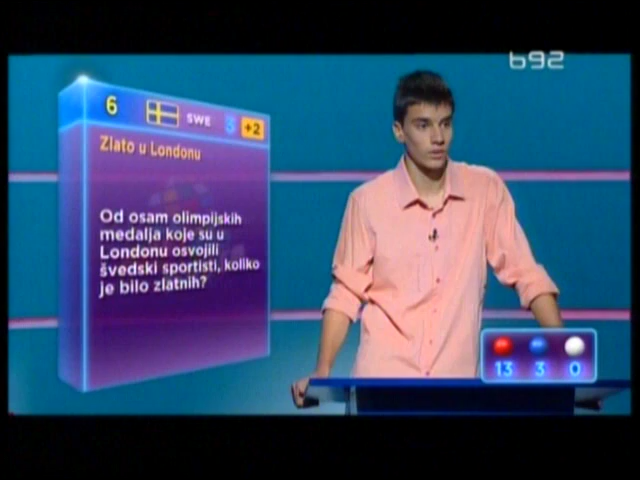 b92
6 SWE 3 +2
Zlato u Londonu
Od osam olimpijskih
medalja koje su u
Londonu osvojili
švedski sportisti, koliko
je bilo zlatnih?
13 3 0